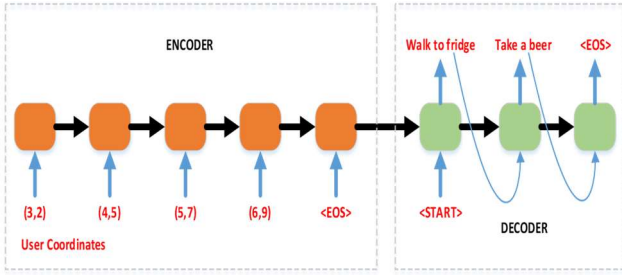 ENCODER
Walk to fridge
Take a beer
<EOS>
(3,2)
(4,5)
(5,7)
(6,9)
<EOS>
<START>
User Coordinates
DECODER